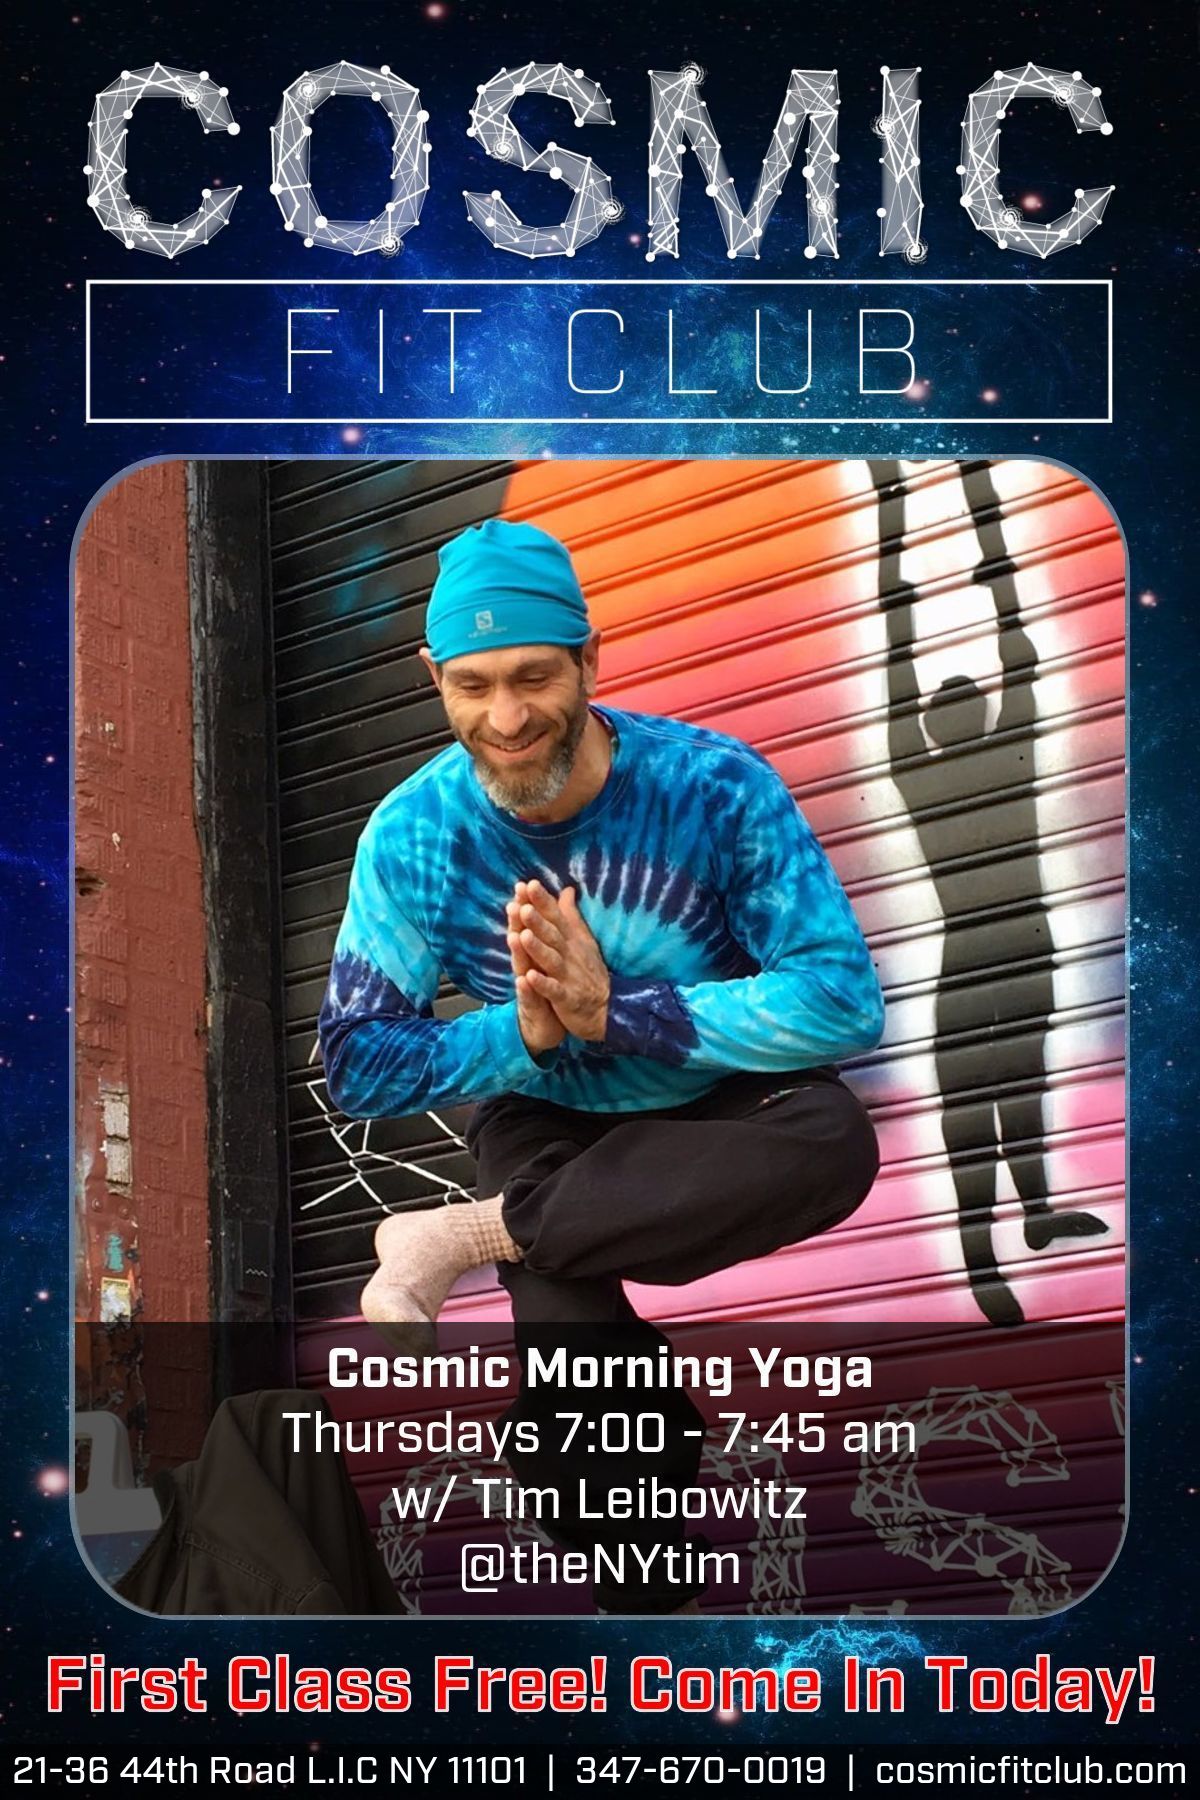 COSMIC
FIT CLUB
Cosmic Morning Yoga
Thursdays 7:00 - 7:45 am
w/ Tim Leibowitz
@theNYtim
First Class Free! Come In Today!
21-36 44th Road L.I.C NY 11101 | 347-670-0019 | cosmicfitclub.com